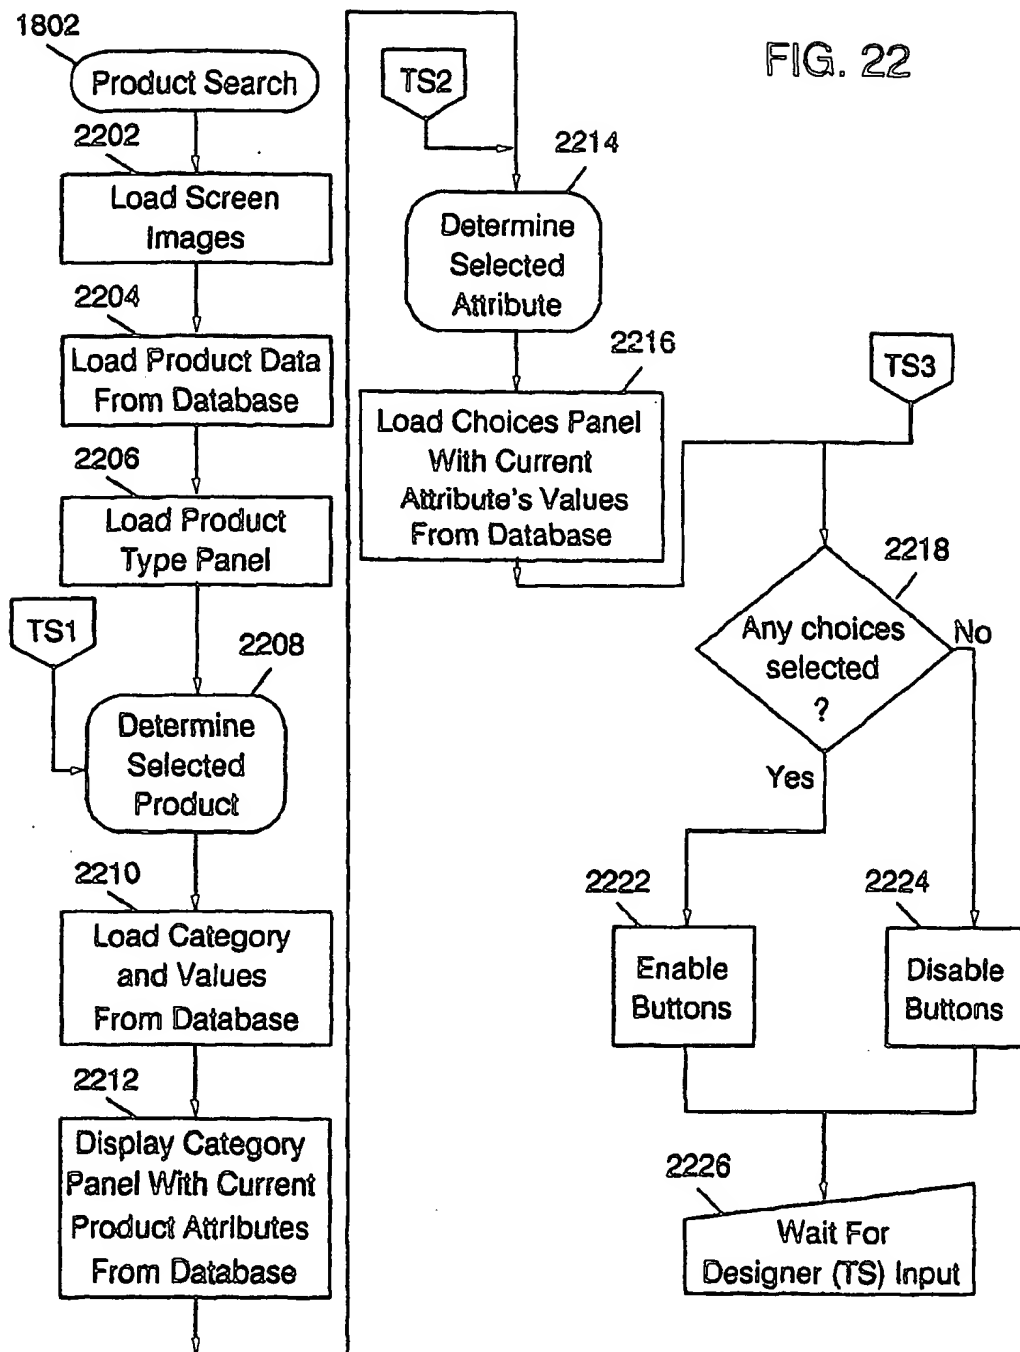 FIG. 22
1802
Product Search
2202
Load Screen
Images
2204
Load Product Data
From Database
2206
Load Product
Type Panel
TS1
2208
Determine
Selected
Product
2210
Load Category
and Values
From Database
2212
Display Category
Panel With Current
Product Attributes
From Database
TS2
2214
Determine
Selected
Attribute
2216
Load Choices Panel
With Current
Attribute's Values
From Database
TS3
2218
Any choices
selected
?
No
Yes
2222
Enable
Buttons
2224
Disable
Buttons
2226
Wait For
Designer (TS) Input